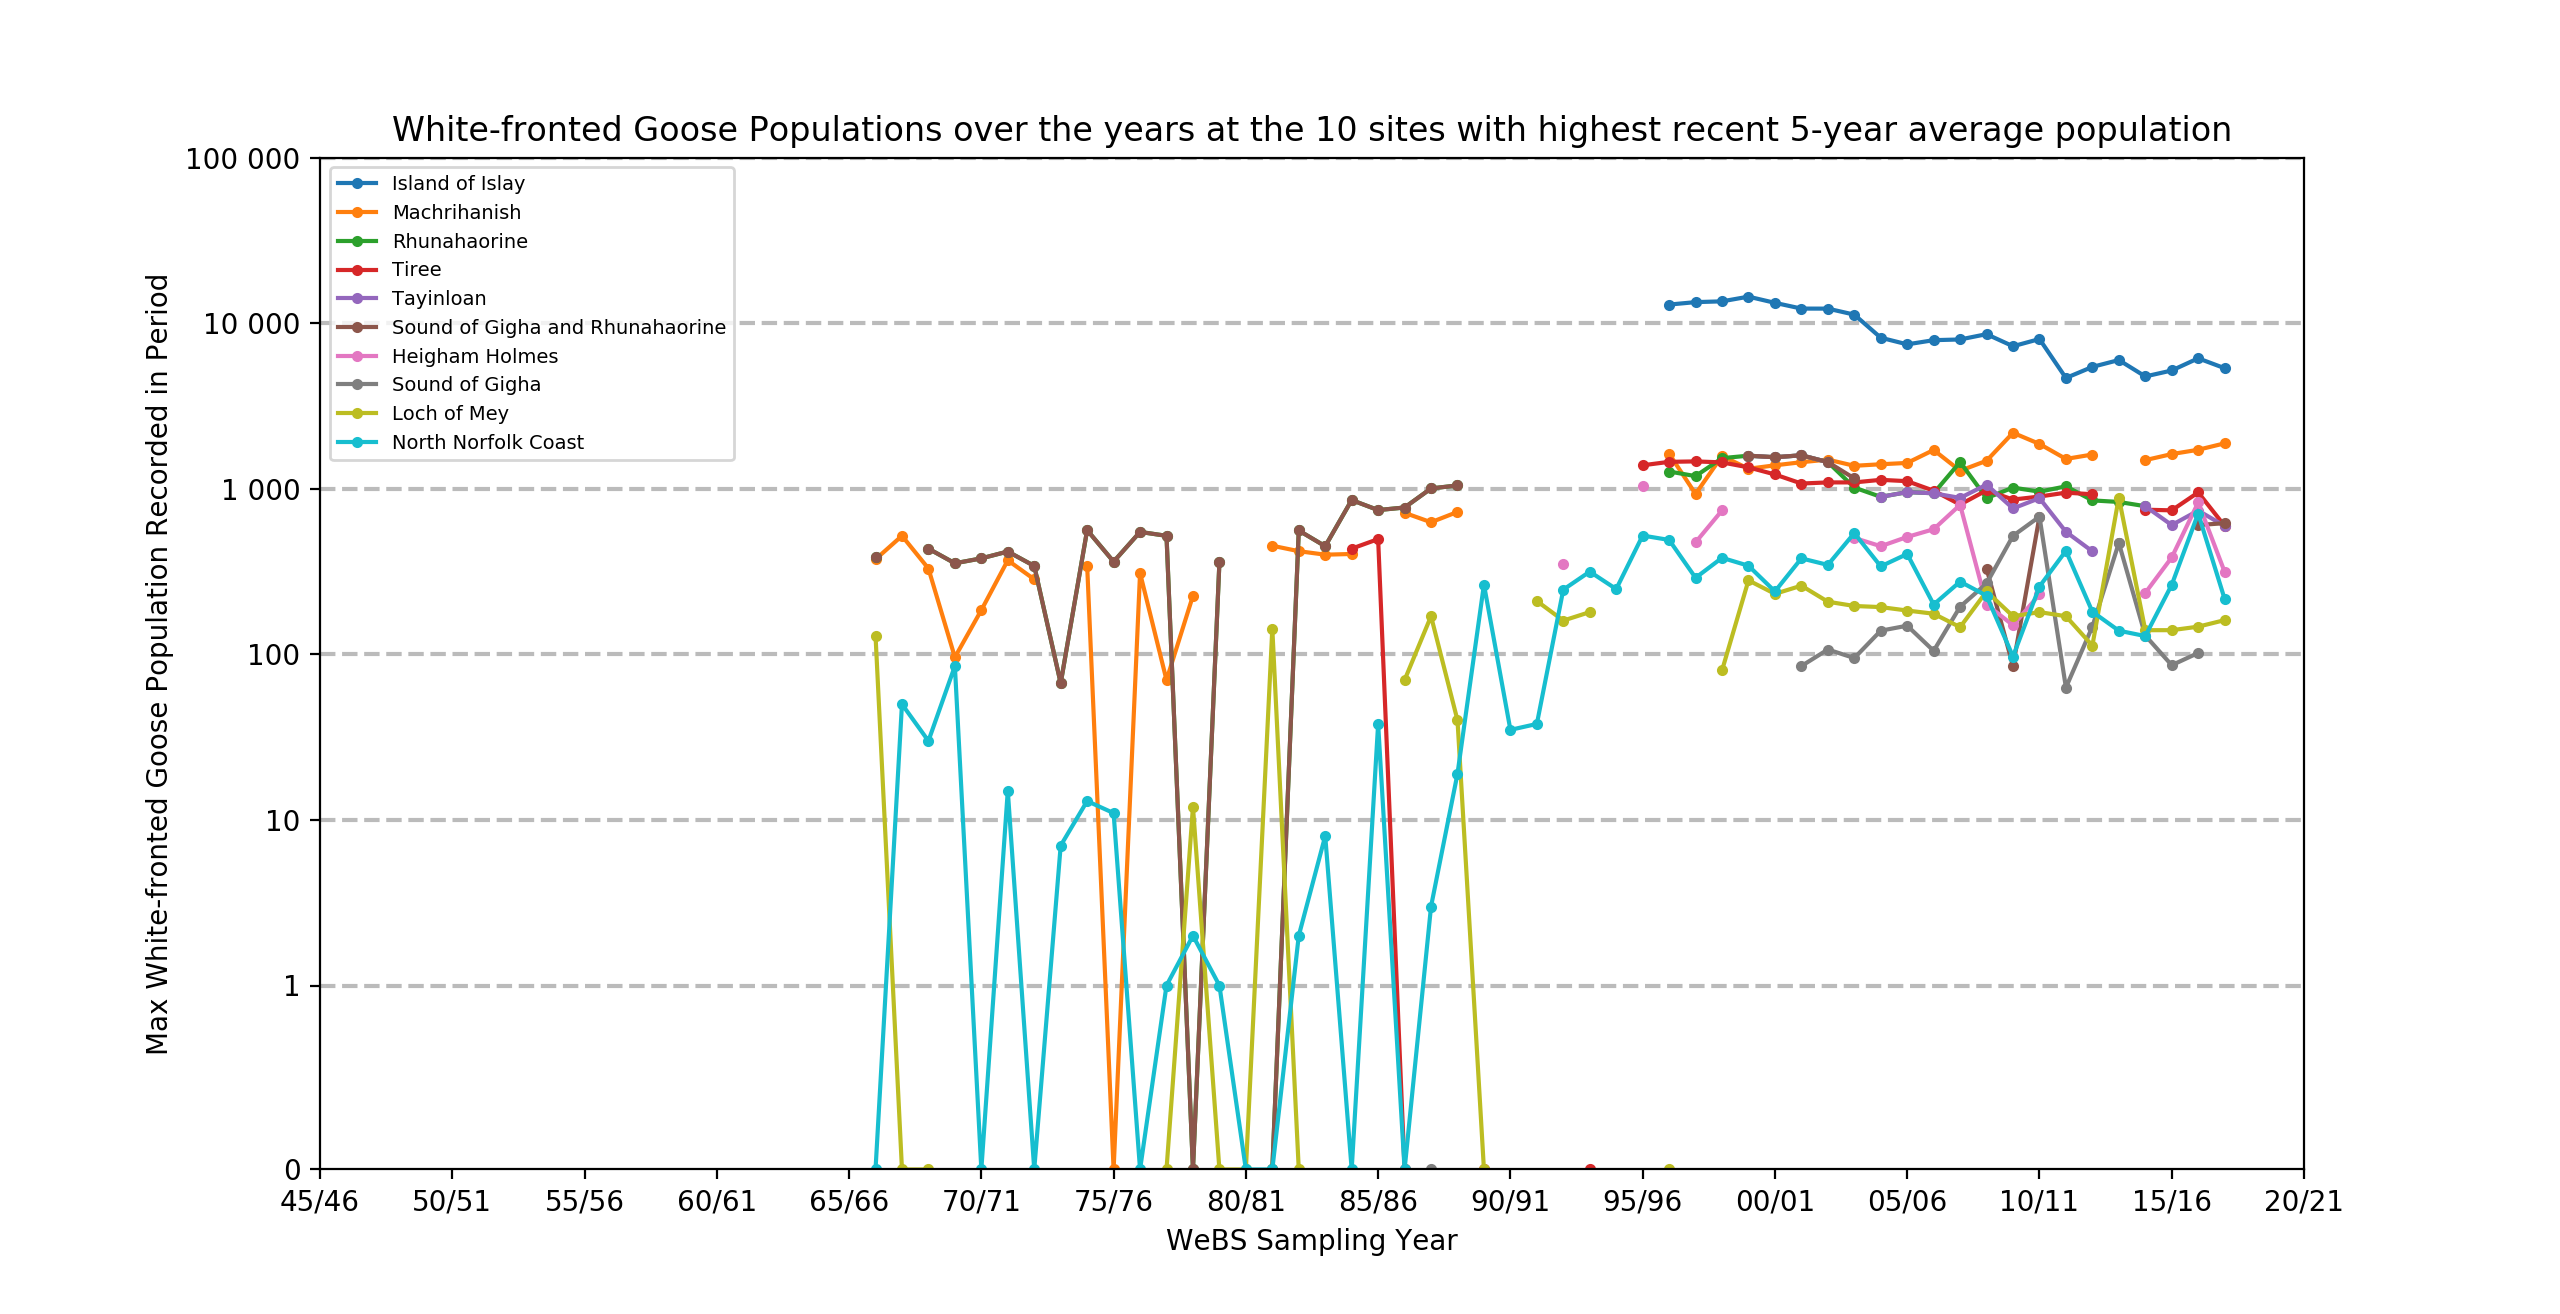 White-fronted Goose Populations over the years at the 10 sites with highest recent 5-year average population
Max White-fronted Goose Population Recorded in Period
100 000
10 000
1 000
100
10
1
0
Island of Islay
Machrihanish
Rhunahaorine
Tiree
Tayinloan
Sound of Gigha and Rhunahaorine
Heigham Holmes
Sound of Gigha
Loch of Mey
North Norfolk Coast
45/46 50/51 55/56 60/61 65/66 70/71 75/76 80/81 85/86 90/91 95/96 00/01 05/06 10/11 15/16 20/21
WeBS Sampling Year